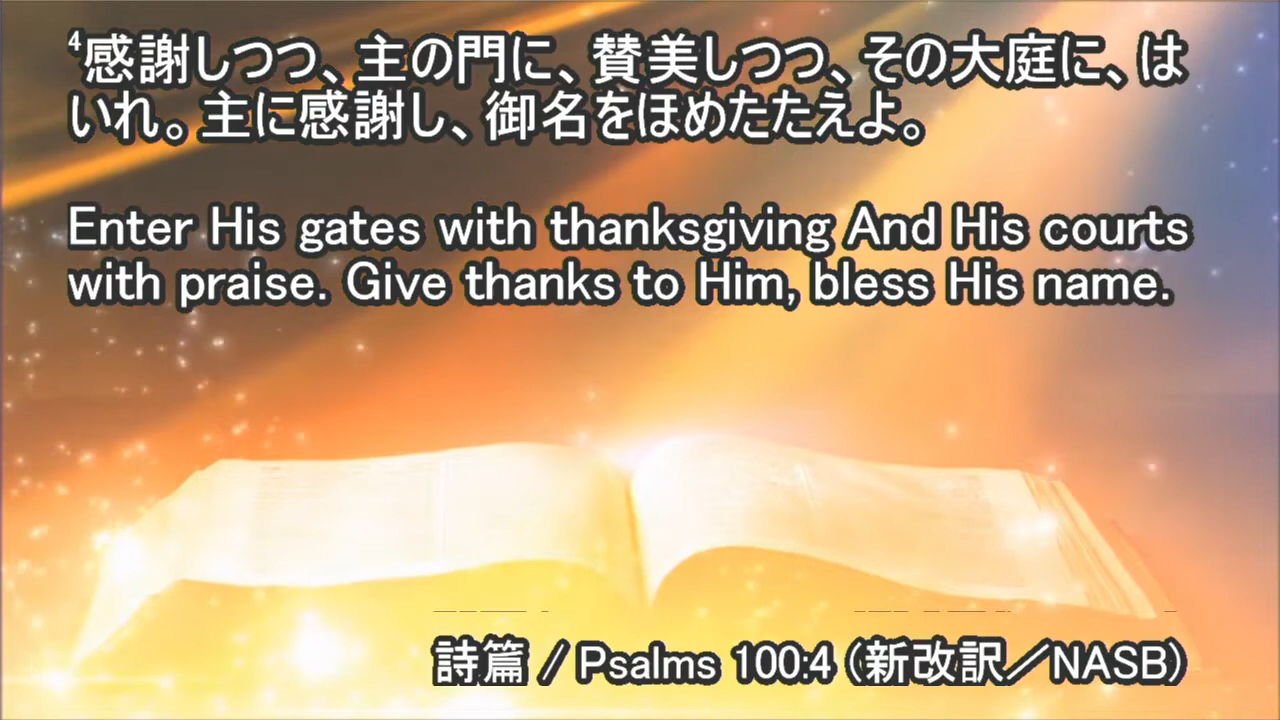 ⁴感謝しつつ、主の門に、賛美しつつ、その大庭に、は
いれ。主に感謝し、御名をほめたたえよ。
Enter His gates with thanksgiving And His courts
with praise. Give thanks to Him, bless His name.
詩篇 / Psalms 100:4 (新改訳／NASB)